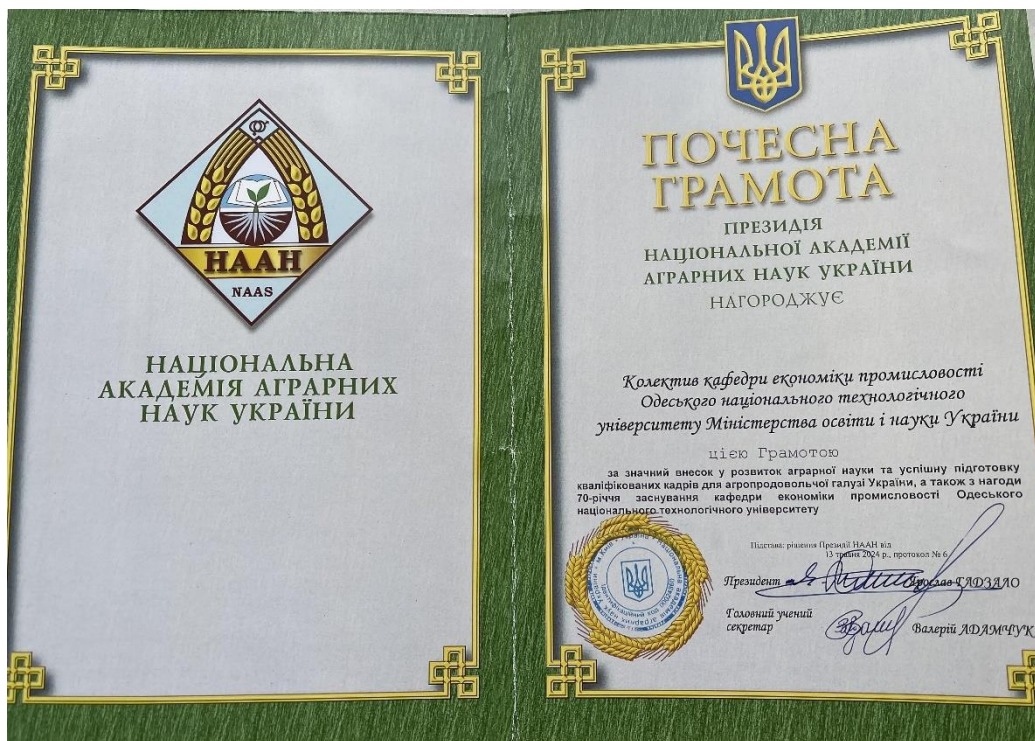 НААН
NAAS
НАЦІОНАЛЬНА
АКАДЕМІЯ АГРАРНИХ
НАУК УКРАЇНИ
ПОЧЕСНА
ГРАМОТА
ПРЕЗИДІЯ
НАЦІОНАЛЬНОЇ АКАДЕМІЇ
АГРАРНИХ НАУК УКРАЇНИ
НАГОРОДЖУЄ
Колектив кафедри економіки промисловості
Одеського національного технологічного
університету Міністерства освіти і науки України
цією Грамотою
за значний внесок у розвиток аграрної науки та успішну підготовку
кваліфікованих кадрів для агропродовольчої галузі України, а також з нагоди
70-річчя заснування кафедри економіки промисловості Одеського
національного технологічного університету
Підстава: рішення Президії НААН від
13 травня 2024 р., протокол № 6
Президент Ярослав ГАДЗАЛО
Головний учений
секретар Валерій АДАМЧУК